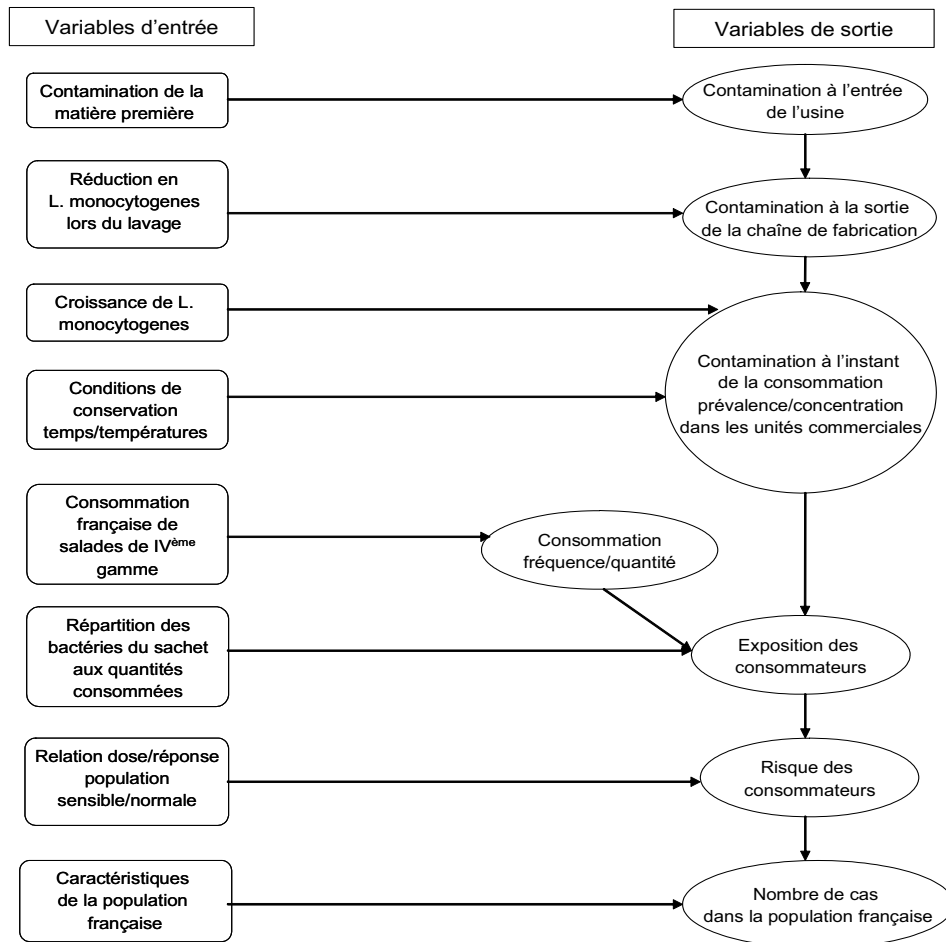 Variables d'entrée
Variables de sortie
Contamination de la
matière première
Contamination à l'entrée
de l'usine
Réduction en
L. monocytogenes
lors du lavage
Contamination à la sortie
de la chaîne de fabrication
Croissance de L.
monocytogenes
Contamination à l'instant
de la consommation
prévalence/concentration
dans les unités commerciales
Conditions de
conservation
temps/températures
Consommation
française de
salades de IVème
gamme
Consommation
fréquence/quantité
Répartition des
bactéries du sachet
aux quantités
consommées
Exposition des
consommateurs
Relation dose/réponse
population
sensible/normale
Risque des
consommateurs
Caractéristiques
de la population
française
Nombre de cas
dans la population française